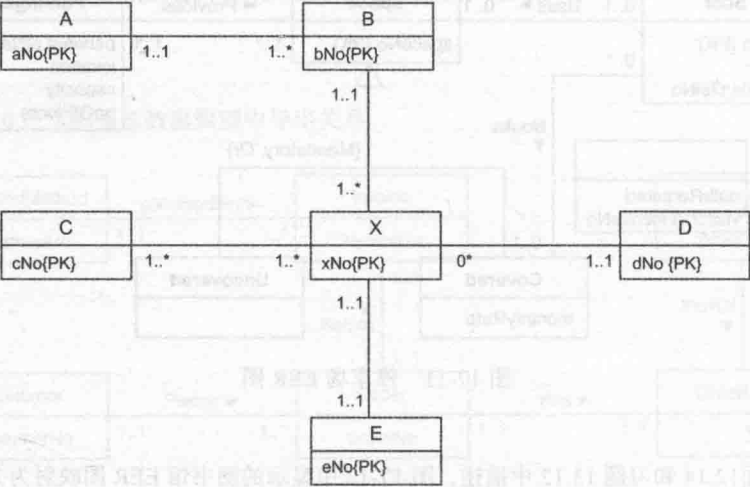 A
B
aNo{PK}
1..1
1..*
bNo{PK}
1..1
1..*
C
X
D
cNo{PK}
1..*
1..*
xNo{PK}
0*
1..1
dNo {PK}
1..1
1..1
E
eNo{PK}